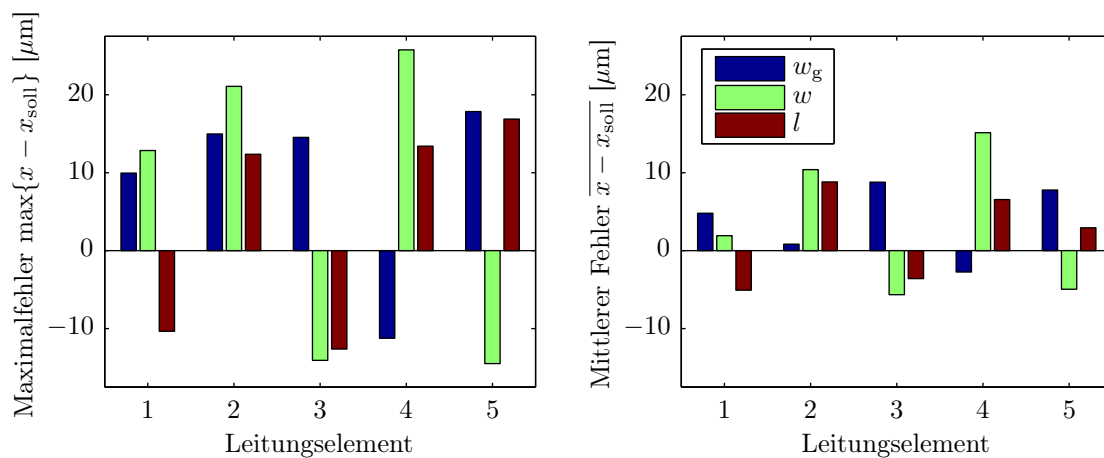 Maximalfehler max{x − x_soll} [μm]
20
10
0
−10
1 2 3 4 5
Leitungselement
Mittlerer Fehler \overline{x − x_soll} [μm]
20
10
0
−10
1 2 3 4 5
Leitungselement
w_g
w
l